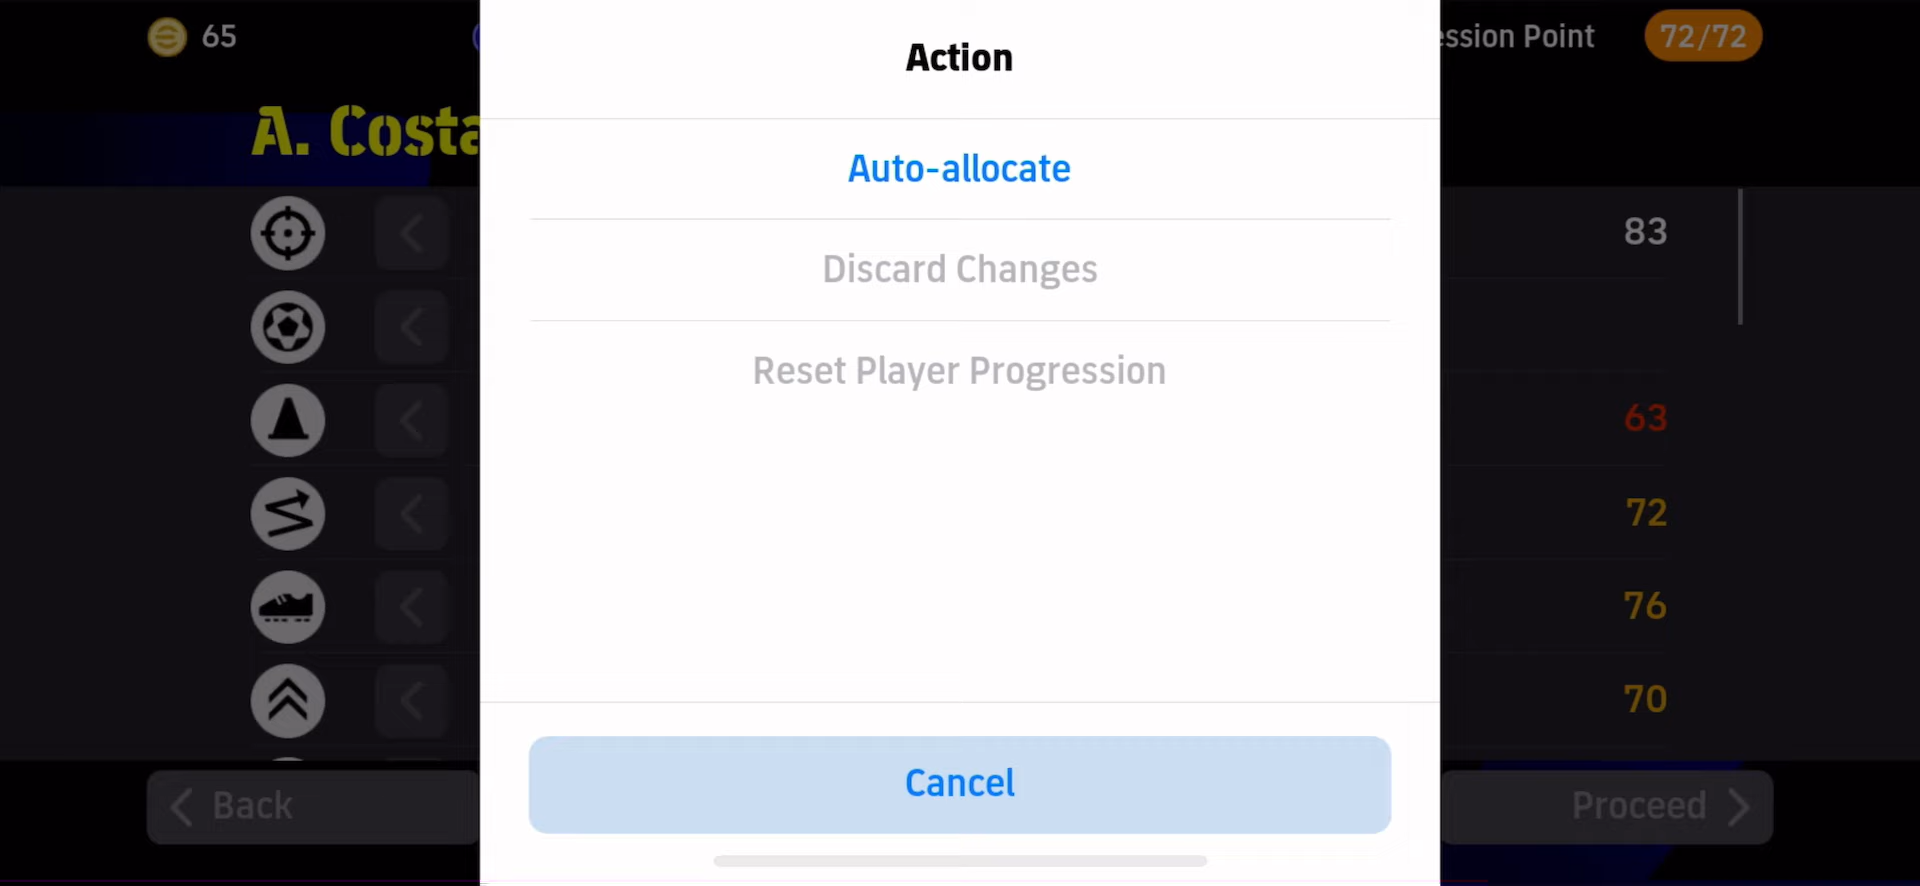 65
ession Point
72/72
Action
A. Costa
Auto-allocate
83
Discard Changes
Reset Player Progression
63
72
76
70
Cancel
Back
Proceed